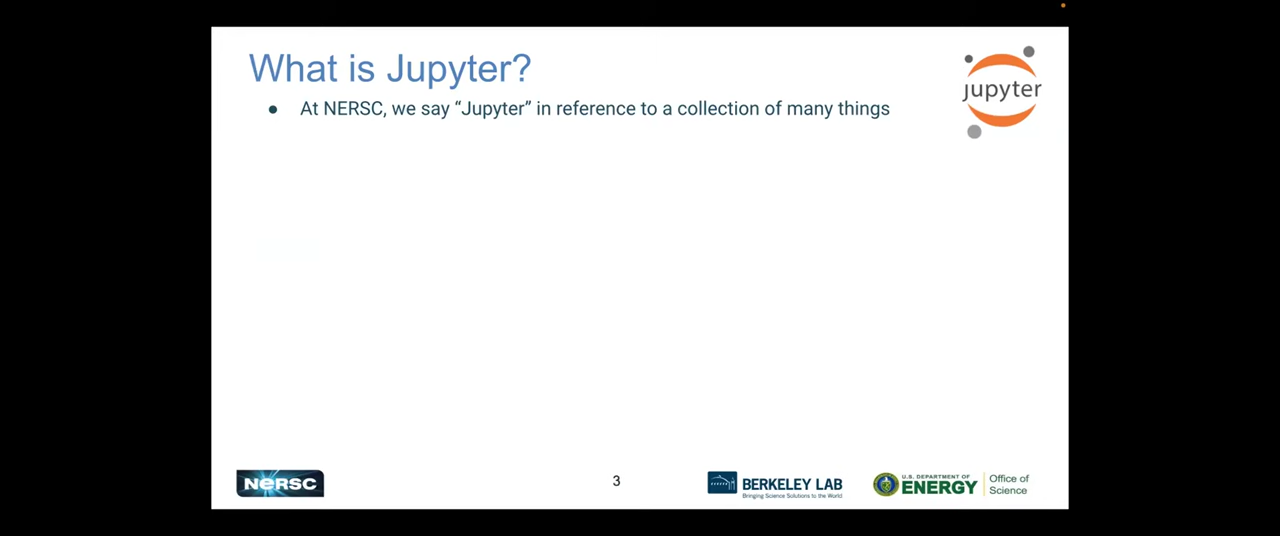 What is Jupyter?
● At NERSC, we say “Jupyter” in reference to a collection of many things
jupyter
NERSC
3
BERKELEY LAB
Bringing Science Solutions to the World
U.S. DEPARTMENT OF
ENERGY
Office of
Science